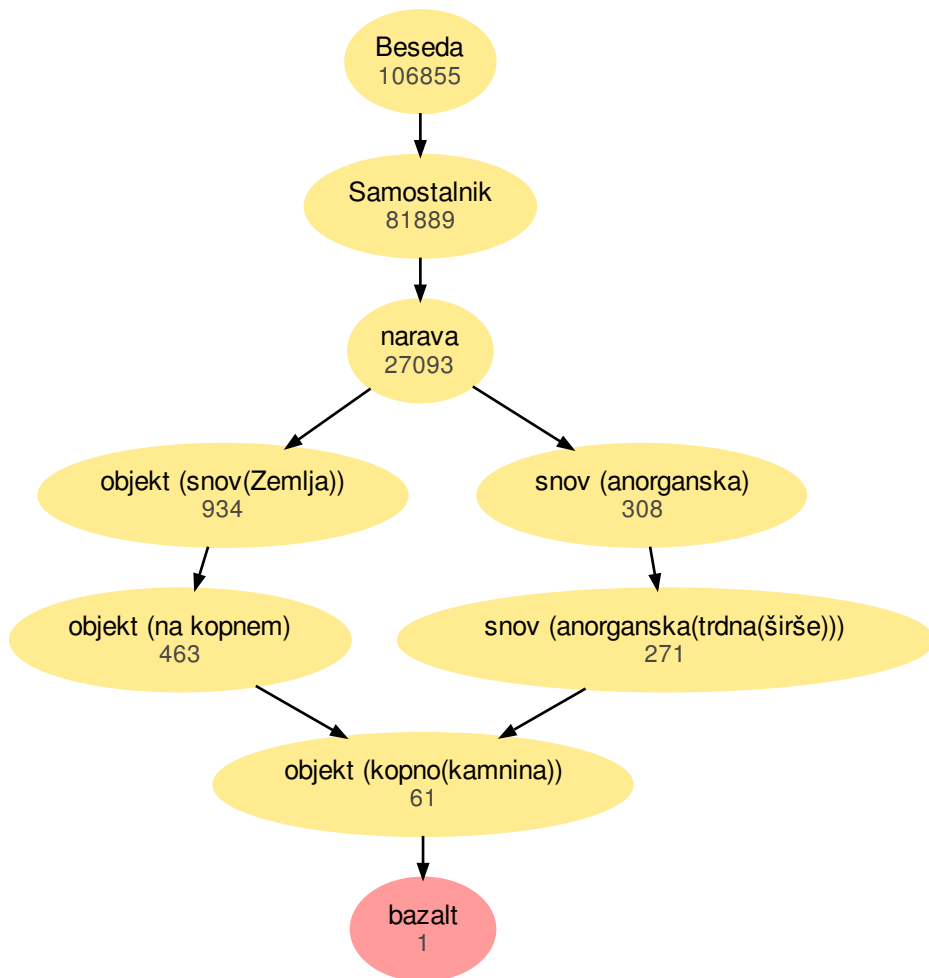 Beseda
106855
Samostalnik
81889
narava
27093
objekt (snov(Zemlja))
934
snov (anorganska)
308
objekt (na kopnem)
463
snov (anorganska(trdna(širše)))
271
objekt (kopno(kamnina))
61
bazalt
1